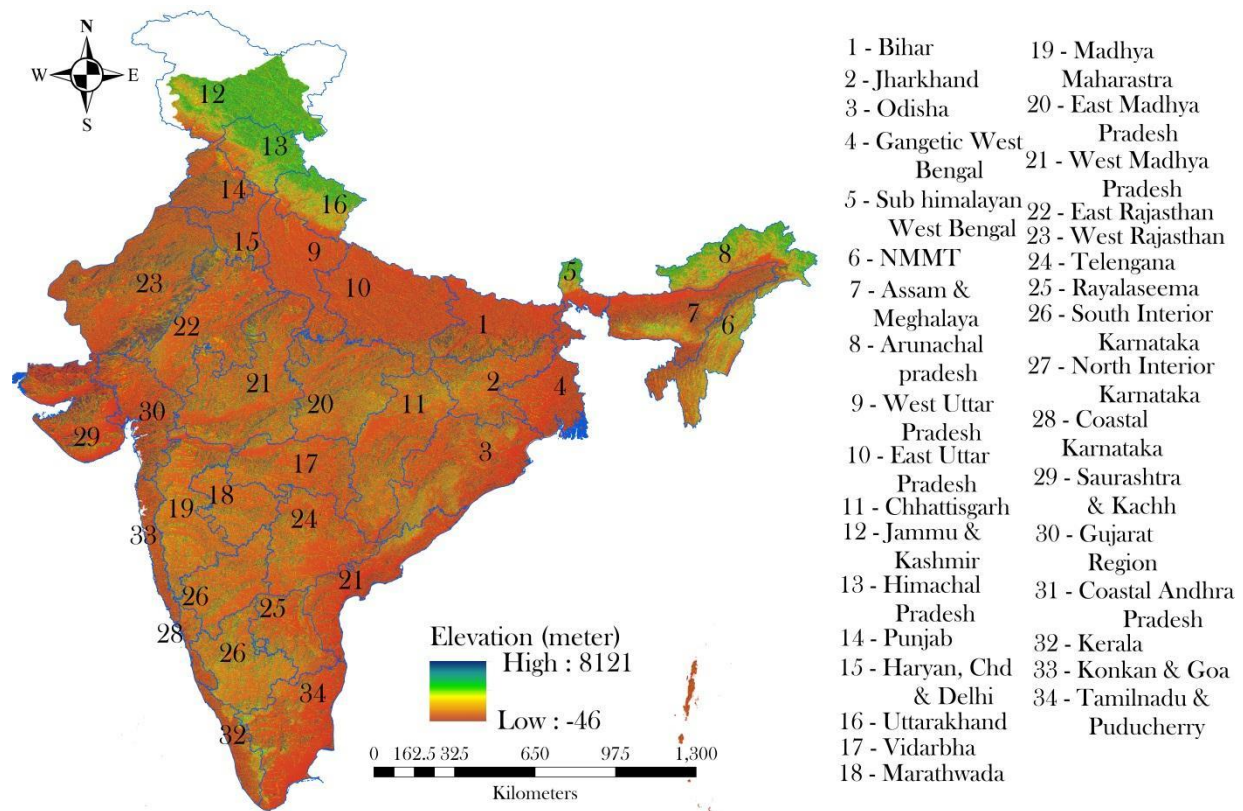 N
W E
S
12
13
14
16
15
9
8
5
23
10
7
6
22
1
21
2
4
20
11
30
29
3
17
18
19
24
33
21
26
25
28
26
34
32
Elevation (meter)
High : 8121
Low : -46
0 162.5 325 650 975 1,300
Kilometers
1 - Bihar
2 - Jharkhand
3 - Odisha
4 - Gangetic West
Bengal
5 - Sub himalayan
West Bengal
6 - NMMT
7 - Assam &
Meghalaya
8 - Arunachal
pradesh
9 - West Uttar
Pradesh
10 - East Uttar
Pradesh
11 - Chhattisgarh
12 - Jammu &
Kashmir
13 - Himachal
Pradesh
14 - Punjab
15 - Haryan, Chd
& Delhi
16 - Uttarakhand
17 - Vidarbha
18 - Marathwada
19 - Madhya
Maharastra
20 - East Madhya
Pradesh
21 - West Madhya
Pradesh
22 - East Rajasthan
23 - West Rajasthan
24 - Telengana
25 - Rayalaseema
26 - South Interior
Karnataka
27 - North Interior
Karnataka
28 - Coastal
Karnataka
29 - Saurashtra
& Kachh
30 - Gujarat
Region
31 - Coastal Andhra
Pradesh
32 - Kerala
33 - Konkan & Goa
34 - Tamilnadu &
Puducherry